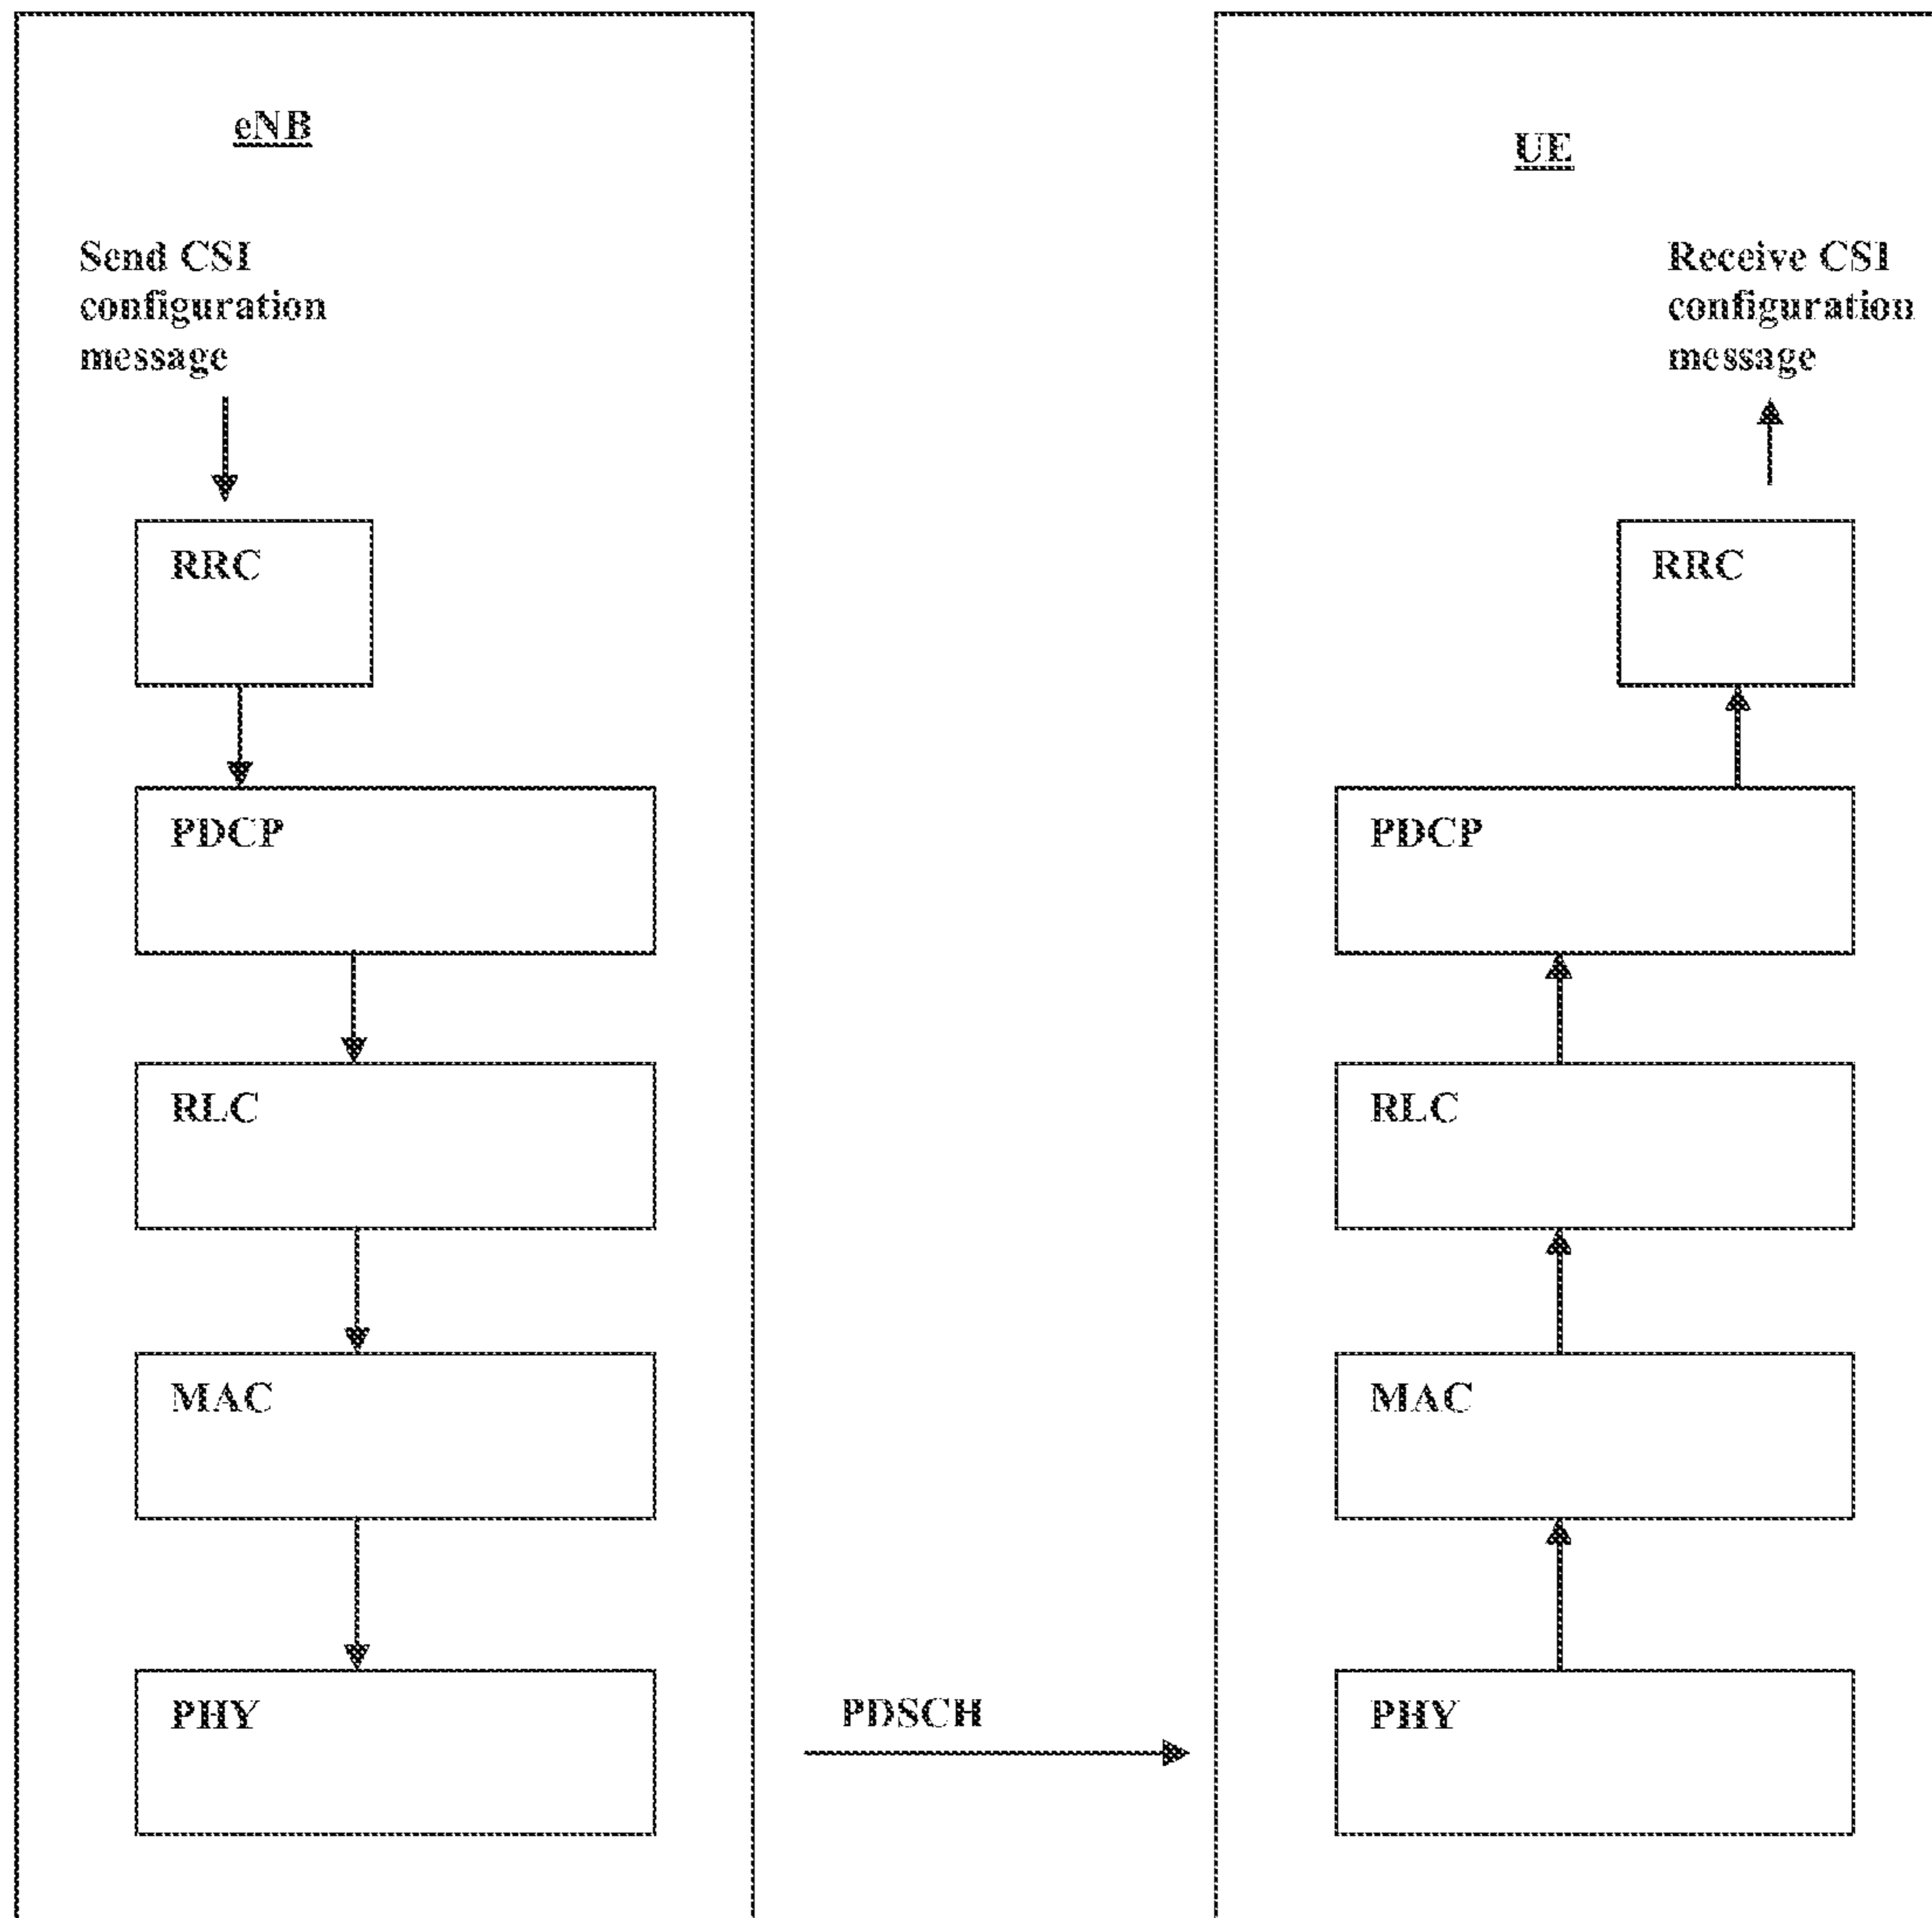 eNB
Send CSI
configuration
message
RRC
PDCP
RLC
MAC
PHY
PDSCH
UE
Receive CSI
configuration
message
RRC
PDCP
RLC
MAC
PHY